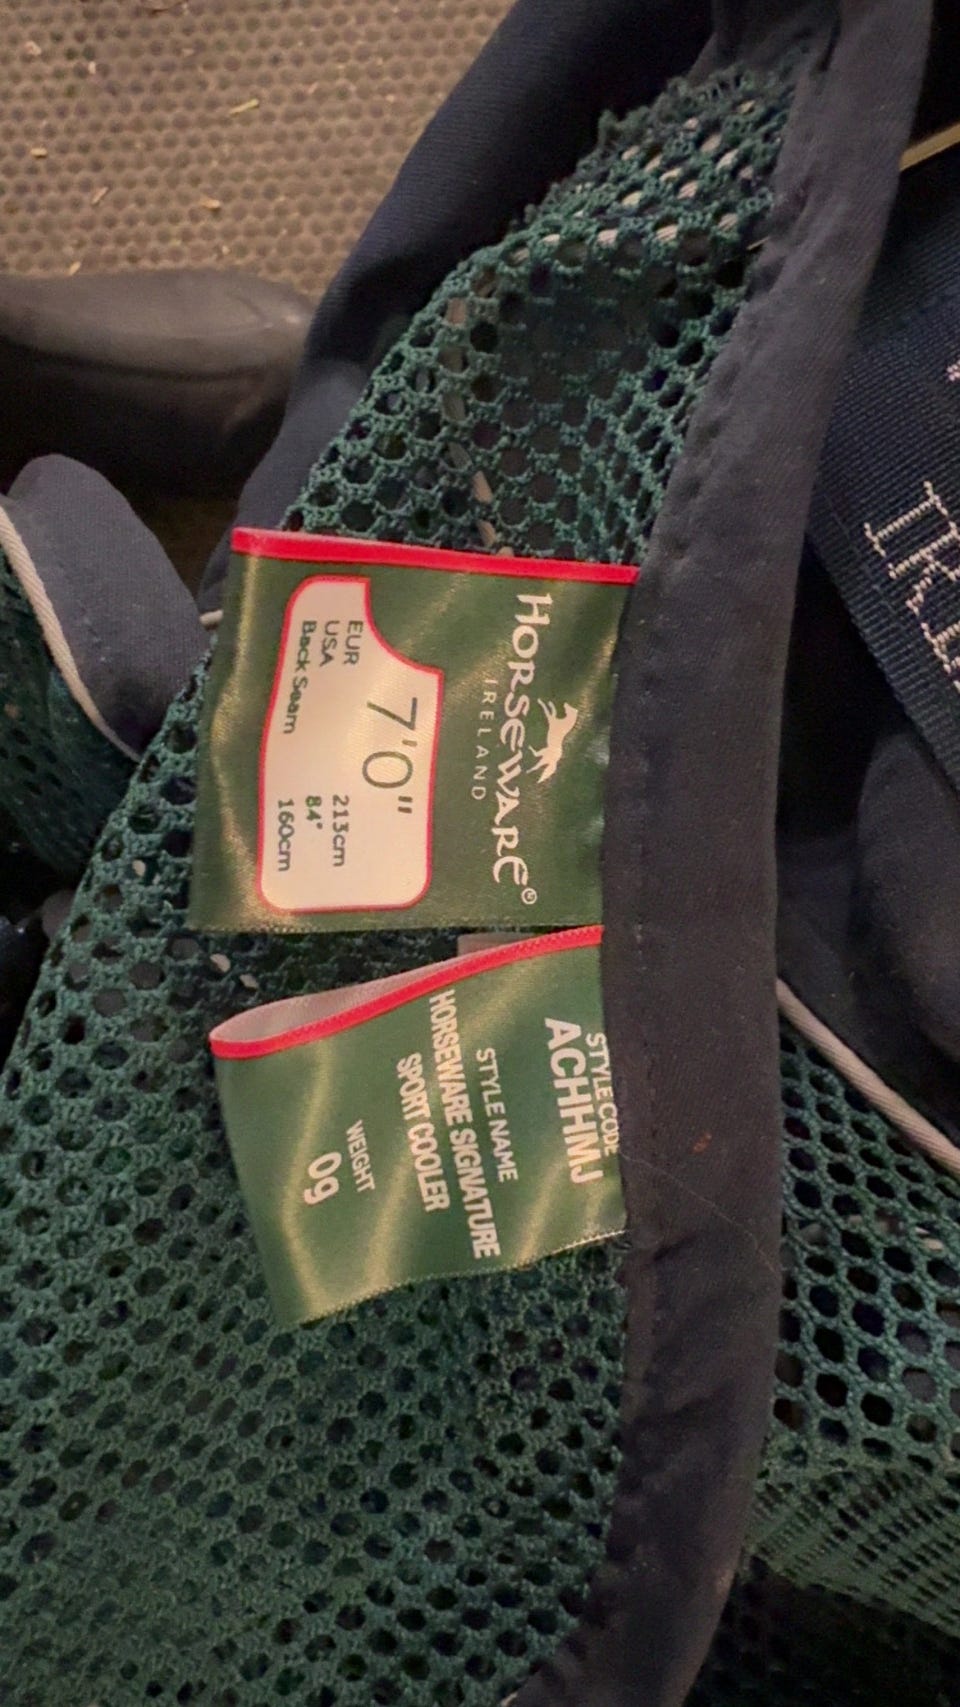 HORSEWARE®
IRELAND
7'0"
EUR 213cm
USA 84"
Back Seam 160cm
STYLE CODE
ACHHMJ
STYLE NAME
HORSEWARE SIGNATURE
SPORT COOLER
WEIGHT
0g